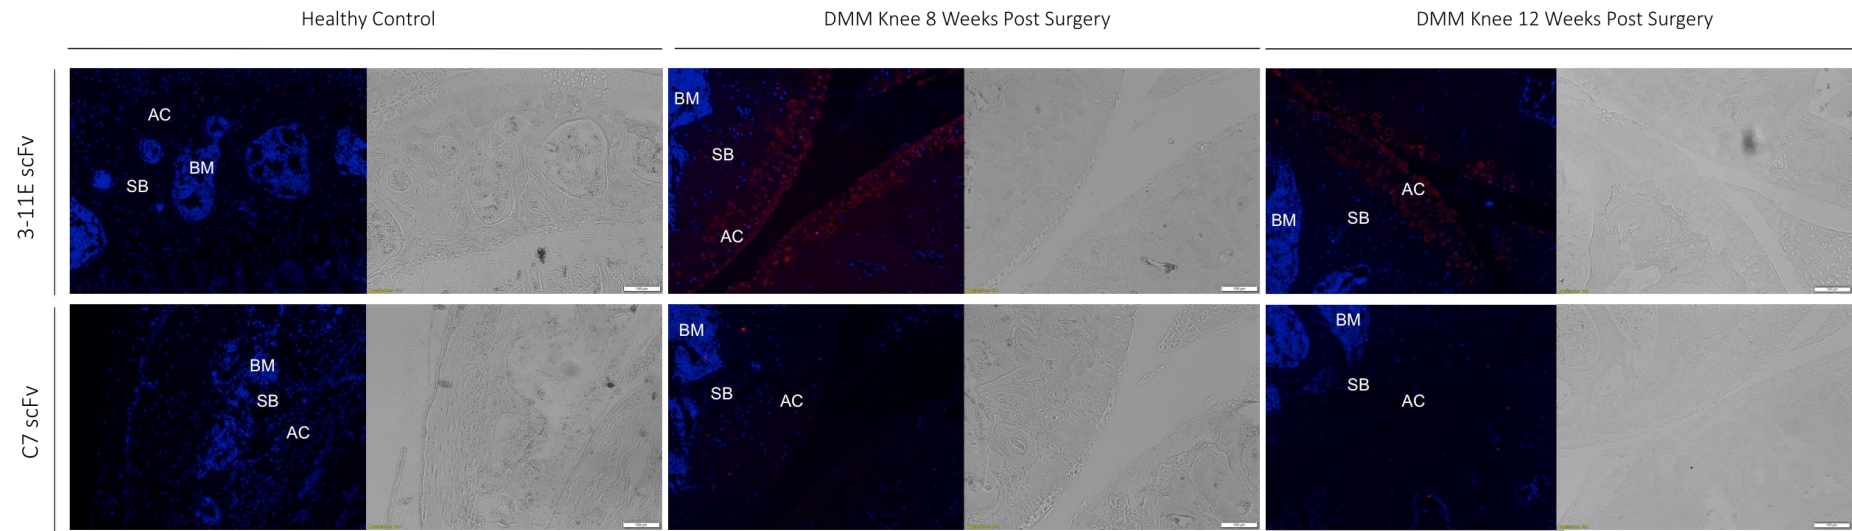 Healthy Control
DMM Knee 8 Weeks Post Surgery
DMM Knee 12 Weeks Post Surgery
3-11E scFv
AC
BM
SB
BM
SB
AC
AC
SB
BM
C7 scFv
BM
SB
AC
BM
SB
AC
BM
SB
AC